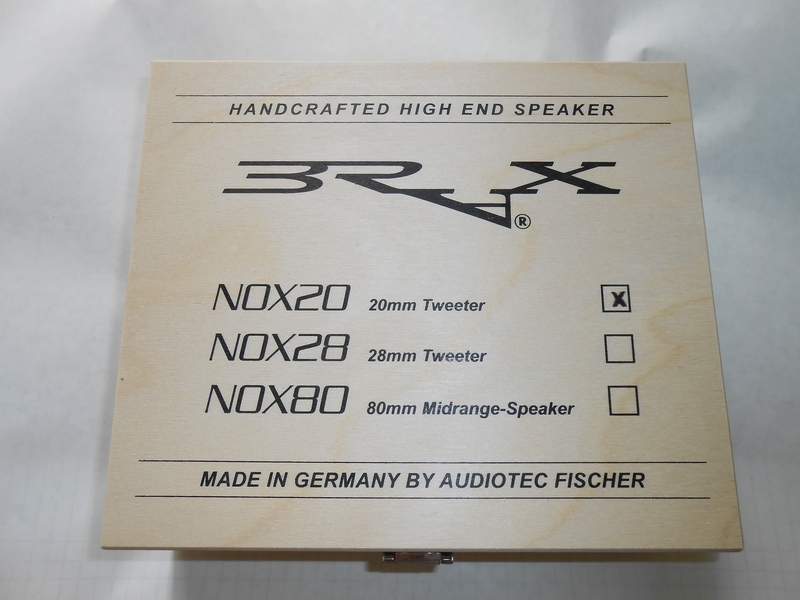 HANDCRAFTED HIGH END SPEAKER
BRAX®
NOX20 20mm Tweeter X
NOX28 28mm Tweeter
NOX80 80mm Midrange-Speaker
MADE IN GERMANY BY AUDIOTEC FISCHER